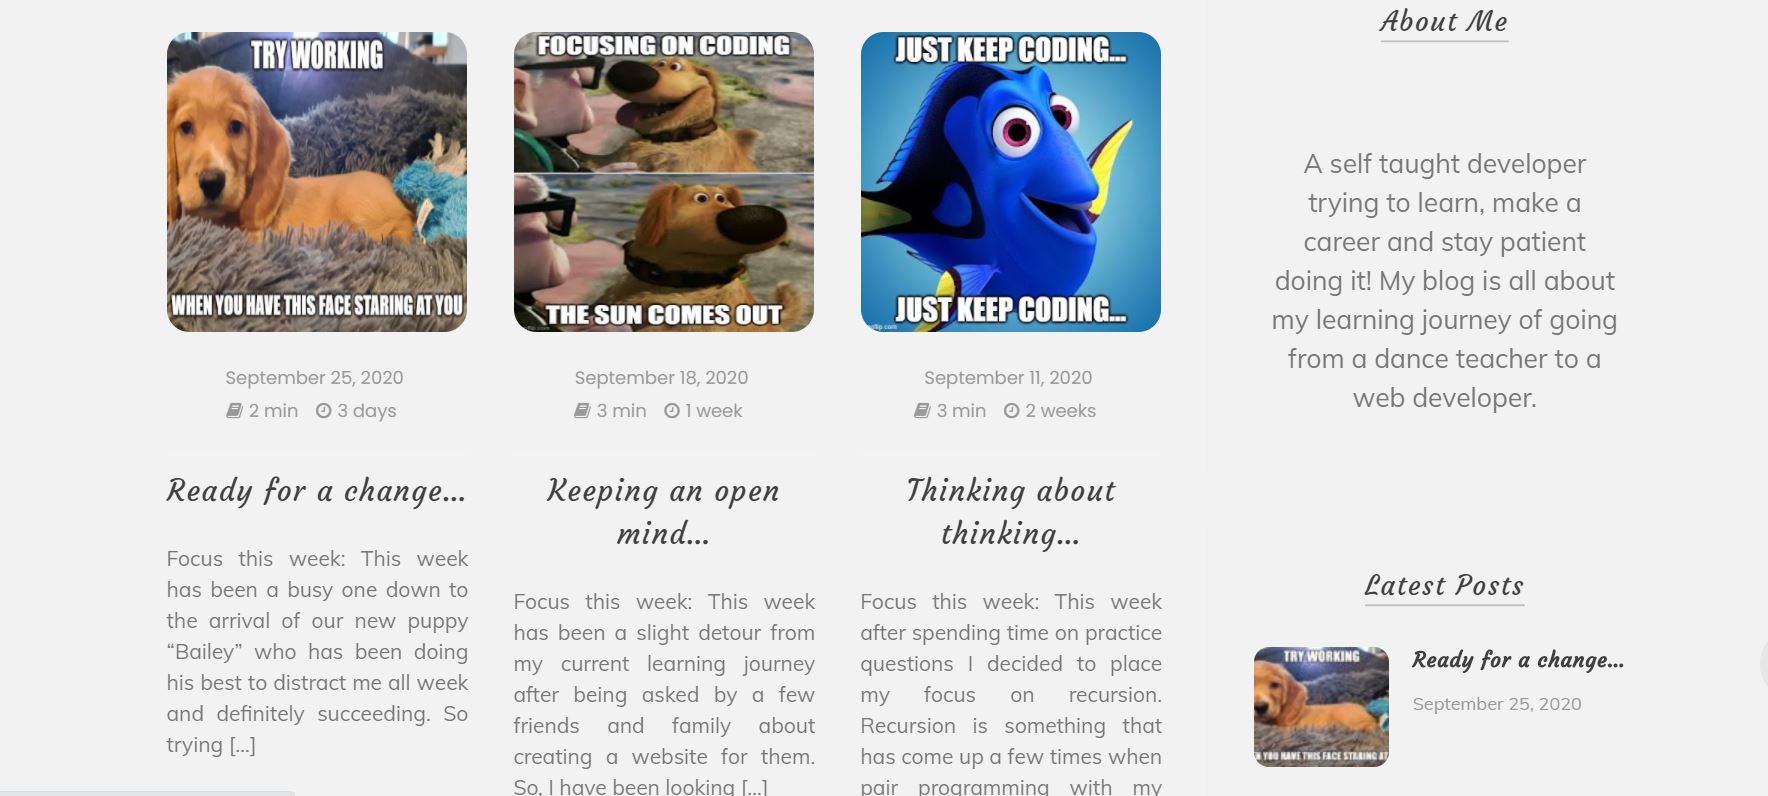 TRY WORKING
WHEN YOU HAVE THIS FACE STARING AT YOU
September 25, 2020
2 min 3 days
Ready for a change...
Focus this week: This week
has been a busy one down to
the arrival of our new puppy
“Bailey” who has been doing
his best to distract me all week
and definitely succeeding. So
trying [...]
FOCUSING ON CODING
THE SUN COMES OUT
September 18, 2020
3 min 1 week
Keeping an open
mind...
Focus this week: This week
has been a slight detour from
my current learning journey
after being asked by a few
friends and family about
creating a website for them.
So, I have been looking [...]
JUST KEEP CODING...
JUST KEEP CODING...
September 11, 2020
3 min 2 weeks
Thinking about
thinking...
Focus this week: This week
after spending time on practice
questions I decided to place
my focus on recursion.
Recursion is something that
has come up a few times when
pair programming with my
About Me
A self taught developer
trying to learn, make a
career and stay patient
doing it! My blog is all about
my learning journey of going
from a dance teacher to a
web developer.
Latest Posts
TRY WORKING
YOU HAVE THIS FACE STARING AT
Ready for a change...
September 25, 2020